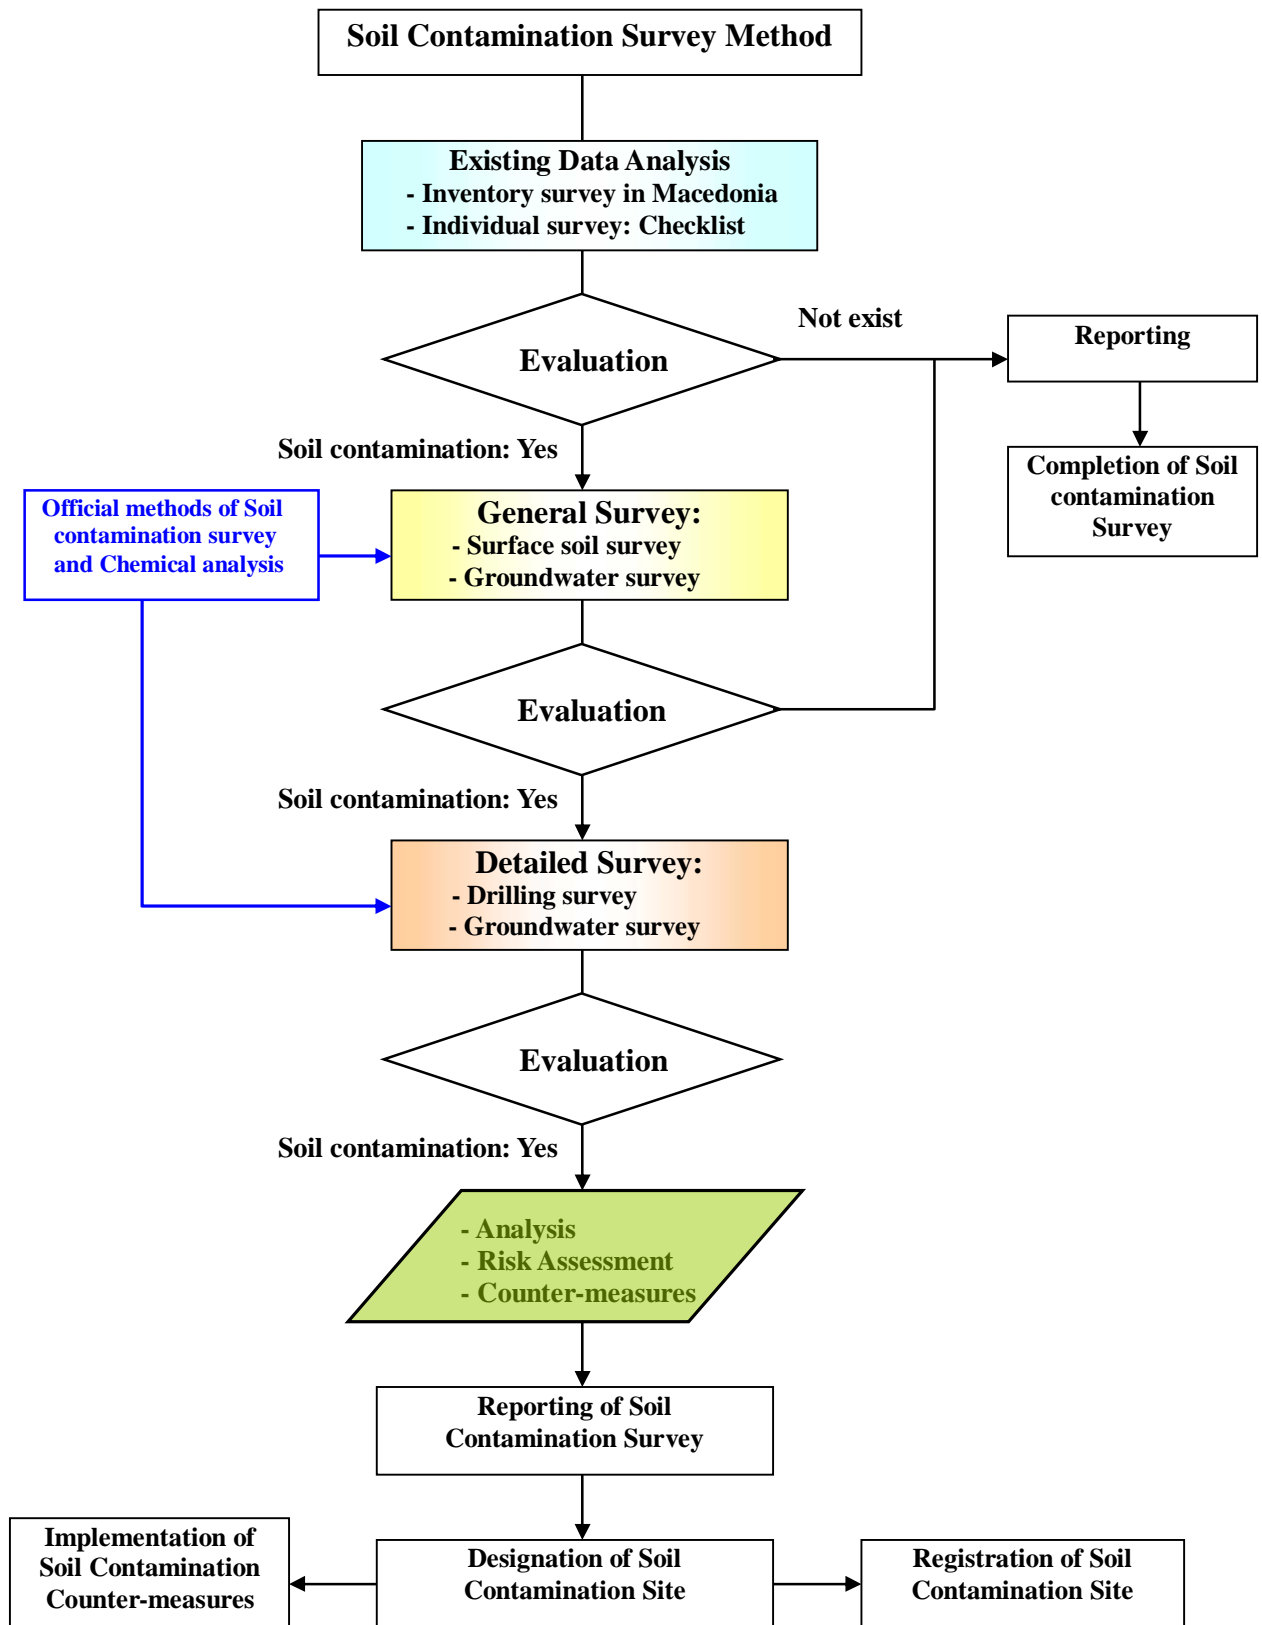 Soil Contamination Survey Method
Existing Data Analysis
- Inventory survey in Macedonia
- Individual survey: Checklist
Evaluation
Not exist
Reporting
Completion of Soil
contamination
Survey
Soil contamination: Yes
Official methods of Soil
contamination survey
and Chemical analysis
General Survey:
- Surface soil survey
- Groundwater survey
Evaluation
Soil contamination: Yes
Detailed Survey:
- Drilling survey
- Groundwater survey
Evaluation
Soil contamination: Yes
- Analysis
- Risk Assessment
- Counter-measures
Reporting of Soil
Contamination Survey
Implementation of
Soil Contamination
Counter-measures
Designation of Soil
Contamination Site
Registration of Soil
Contamination Site